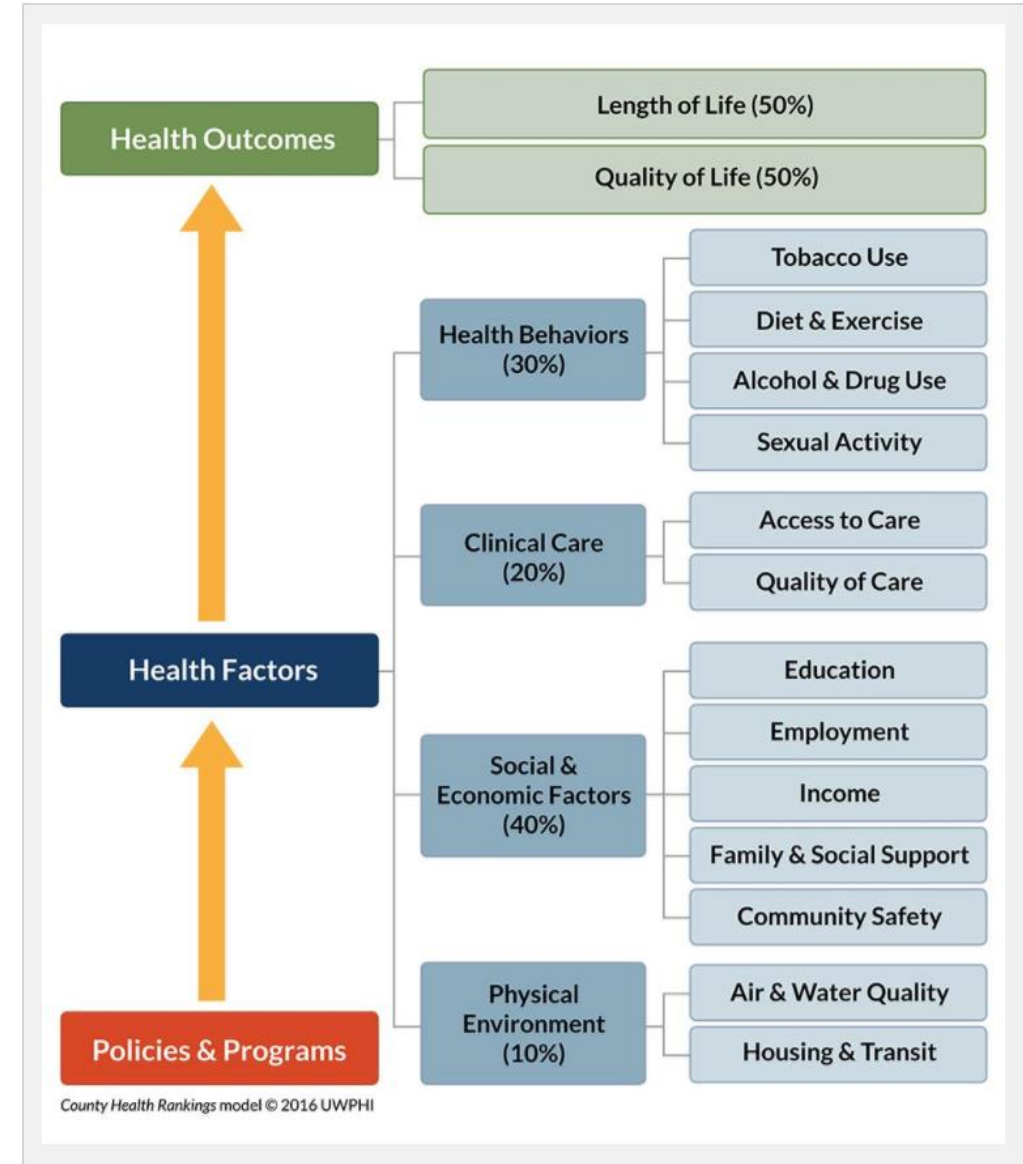 Health Outcomes
Length of Life (50%)
Quality of Life (50%)
Health Behaviors
(30%)
Tobacco Use
Diet & Exercise
Alcohol & Drug Use
Sexual Activity
Clinical Care
(20%)
Access to Care
Quality of Care
Health Factors
Social &
Economic Factors
(40%)
Education
Employment
Income
Family & Social Support
Community Safety
Physical
Environment
(10%)
Air & Water Quality
Housing & Transit
Policies & Programs
County Health Rankings model © 2016 UWPHI